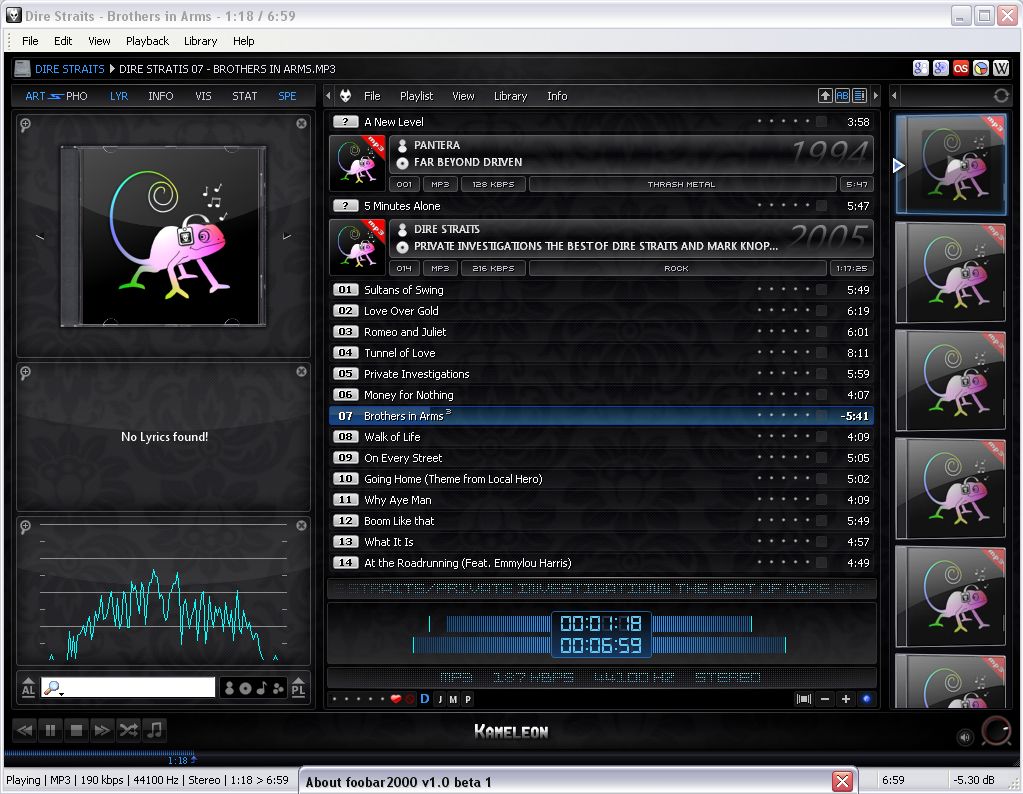 Dire Straits - Brothers in Arms - 1:18 / 6:59
File Edit View Playback Library Help
DIRE STRAITS DIRE STRATIS 07 - BROTHERS IN ARMS.MP3
ART PHO LYR INFO VIS STAT SPE
File Playlist View Library Info
AB
? A New Level 3:58
mp3
PANTERA
FAR BEYOND DRIVEN
1994
001 MP3 128 KBPS THRASH METAL 5:47
? 5 Minutes Alone 5:47
mp3
DIRE STRAITS
PRIVATE INVESTIGATIONS THE BEST OF DIRE STRAITS AND MARK KNOP...
2005
014 MP3 216 KBPS ROCK 1:17:25
01 Sultans of Swing 5:49
02 Love Over Gold 6:19
03 Romeo and Juliet 6:01
04 Tunnel of Love 8:11
05 Private Investigations 5:59
06 Money for Nothing 4:07
07 Brothers in Arms 3 -5:41
08 Walk of Life 4:09
09 On Every Street 5:05
10 Going Home (Theme from Local Hero) 5:02
11 Why Aye Man 4:09
12 Boom Like that 5:49
13 What It Is 4:57
14 At the Roadrunning (Feat. Emmylou Harris) 4:49
No Lyrics found!
STRAITS/PRIVATE INVESTIGATIONS THE BEST OF DIRE
00:01:18
00:06:59
MP3 187 KBPS 44100 HZ STEREO
AL PL
D J M P
mp3
mp3
mp3
mp3
mp3
mp3
KAMELEON
1:18
Playing | MP3 | 190 kbps | 44100 Hz | Stereo | 1:18 > 6:59
About foobar2000 v1.0 beta 1
6:59 -5.30 dB